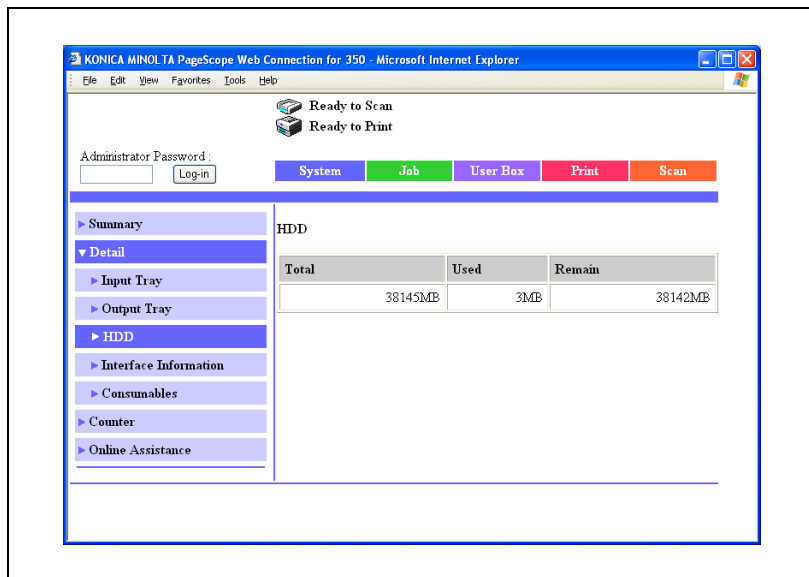 KONICA MINOLTA PageScope Web Connection for 350 - Microsoft Internet Explorer
File Edit View Favorites Tools Help
Ready to Scan
Ready to Print
Administrator Password :
Log-in
System Job User Box Print Scan
Summary
Detail
Input Tray
Output Tray
HDD
Interface Information
Consumables
Counter
Online Assistance
HDD
Total Used Remain
38145MB 3MB 38142MB